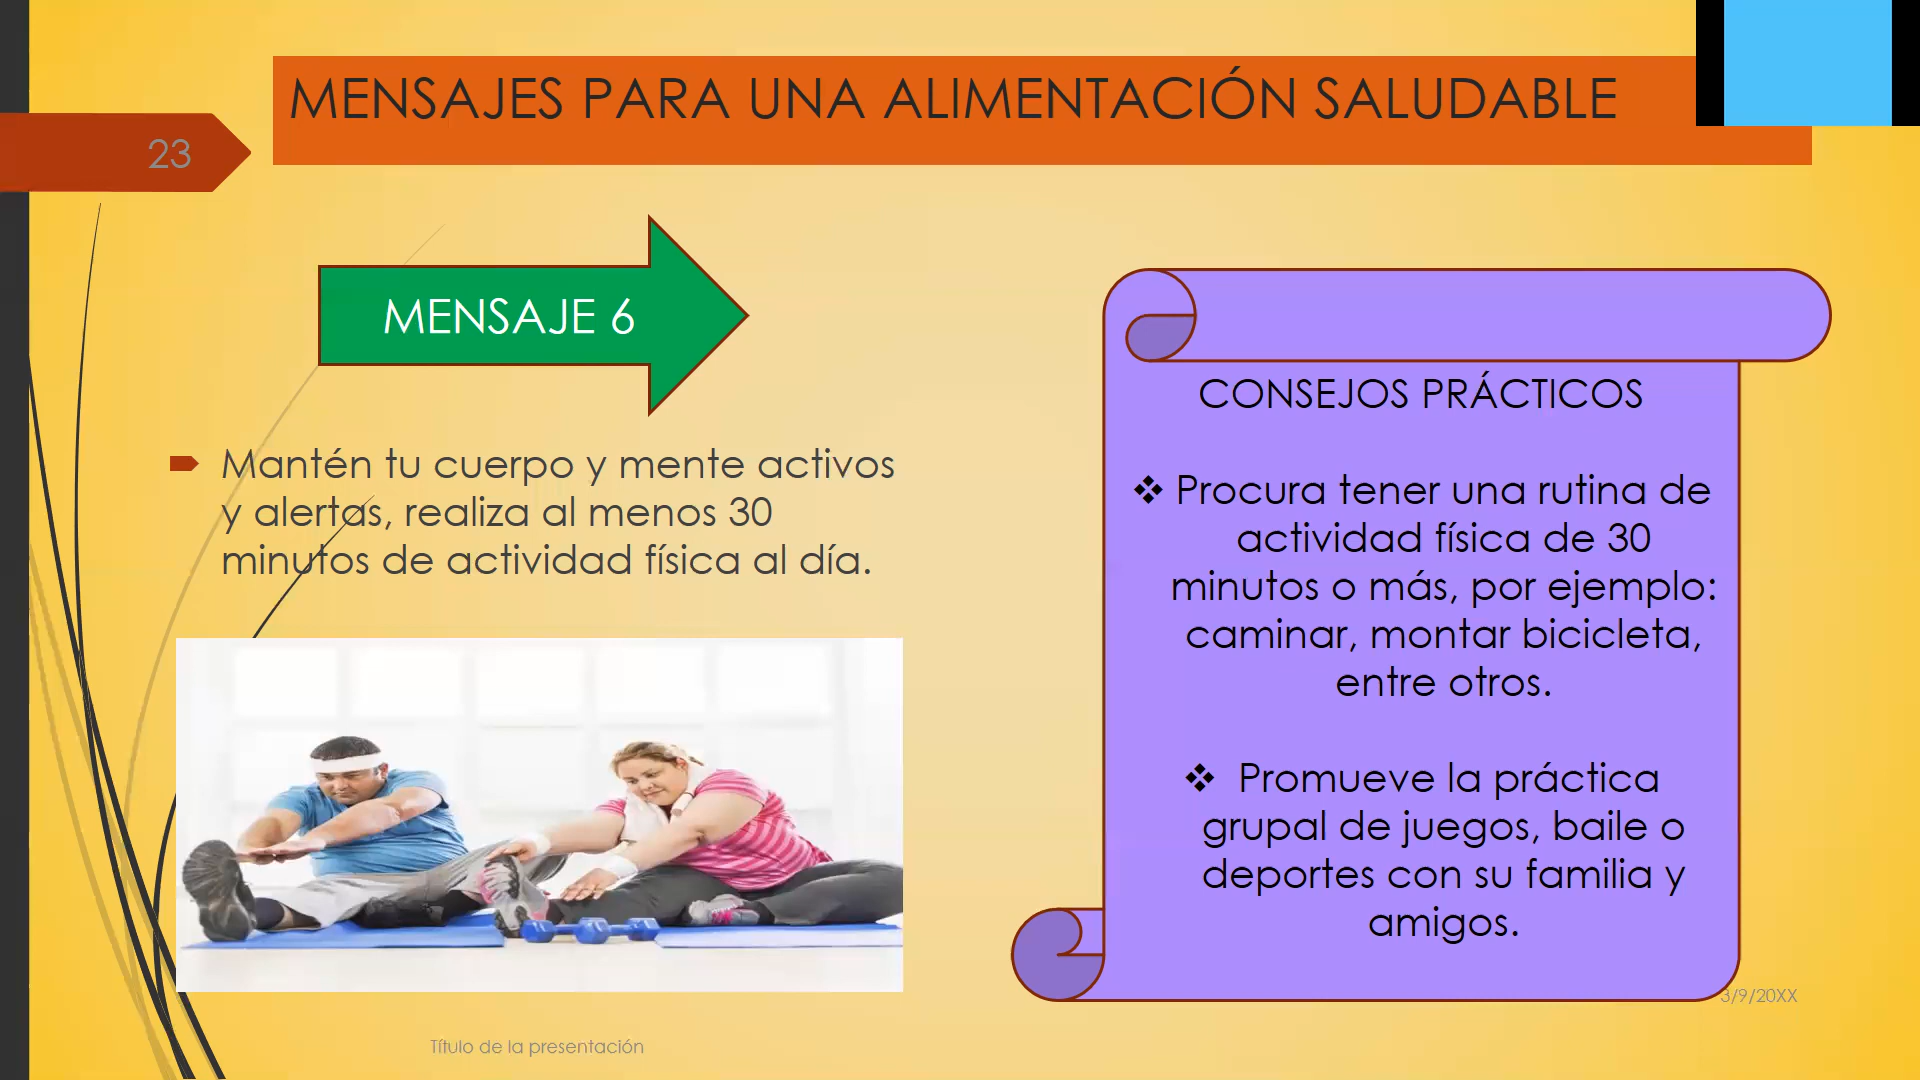 MENSAJES PARA UNA ALIMENTACIÓN SALUDABLE
23
MENSAJE 6
Mantén tu cuerpo y mente activos
y alertas, realiza al menos 30
minutos de actividad física al día.
CONSEJOS PRÁCTICOS
❖ Procura tener una rutina de
actividad física de 30
minutos o más, por ejemplo:
caminar, montar bicicleta,
entre otros.
❖ Promueve la práctica
grupal de juegos, baile o
deportes con su familia y
amigos.
3/9/20XX
Título de la presentación